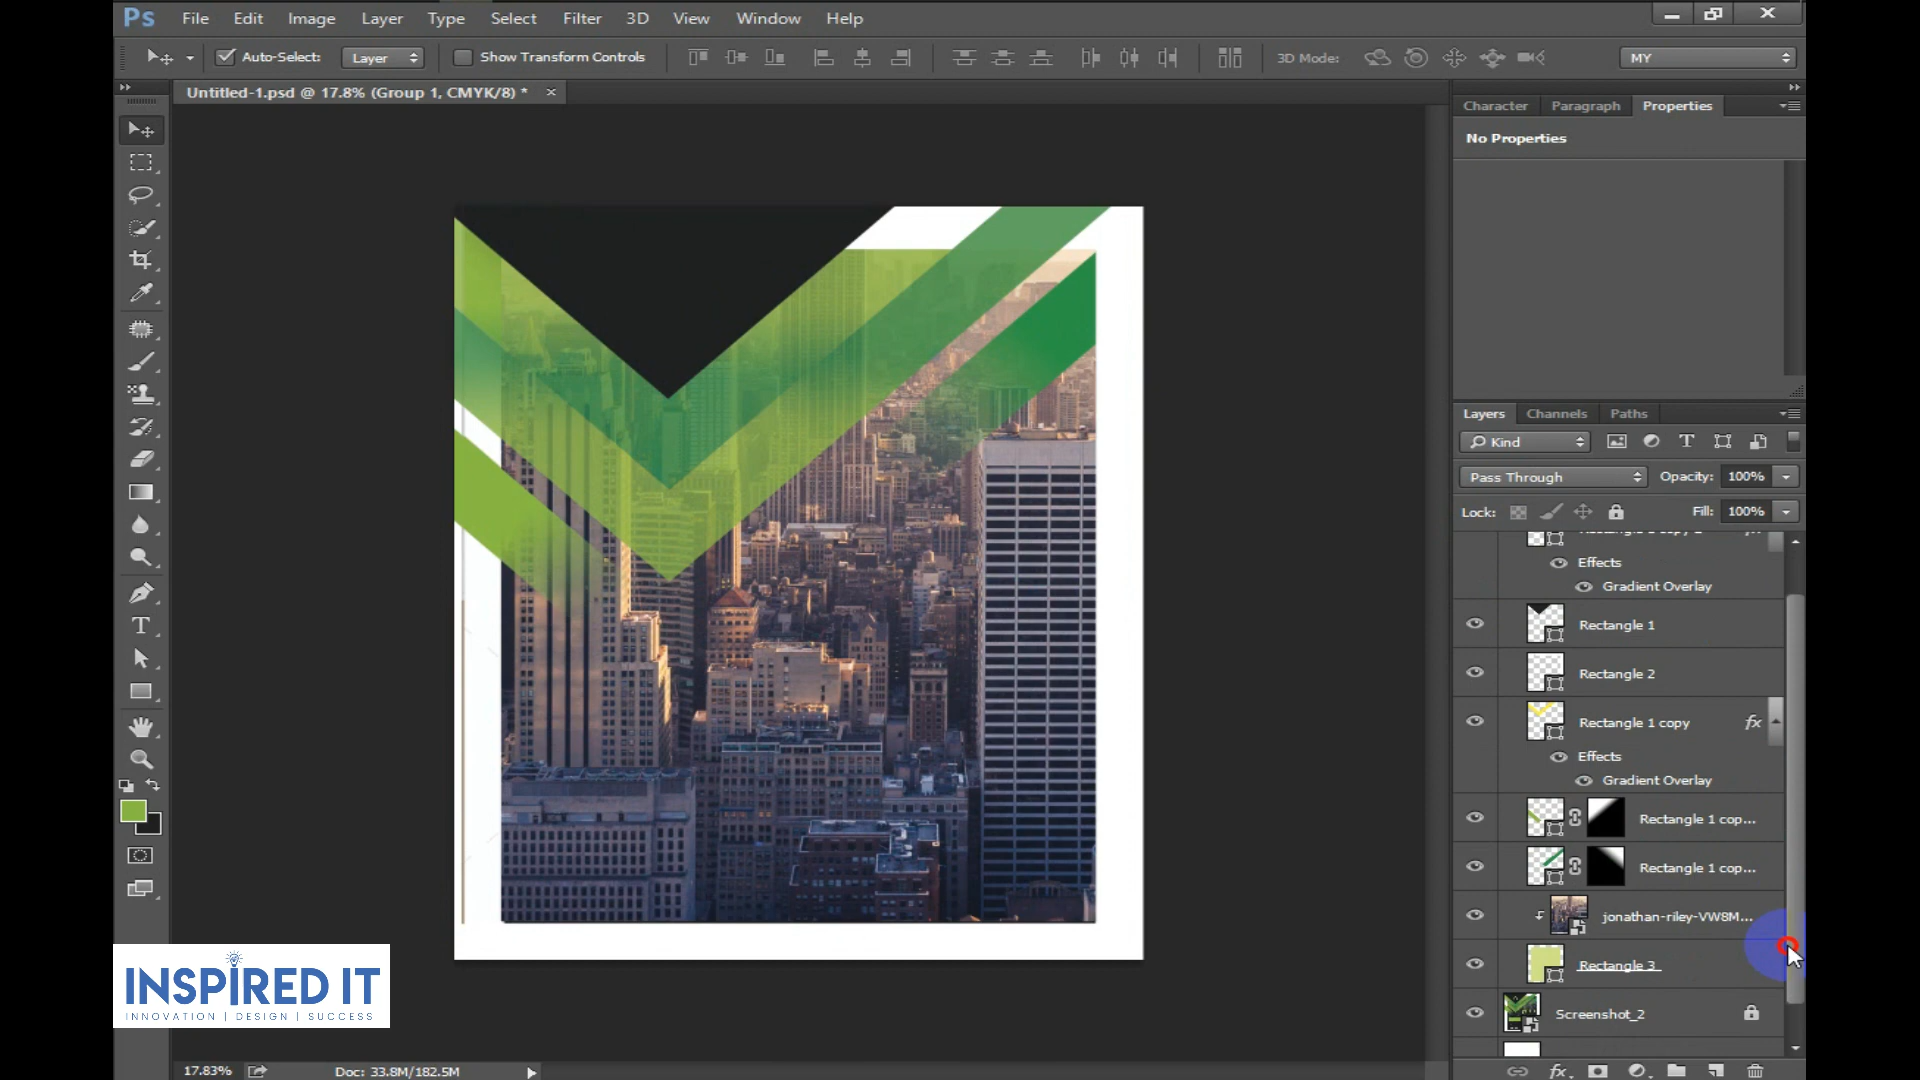 Ps File Edit Image Layer Type Select Filter 3D View Window Help
Auto-Select: Layer Show Transform Controls 3D Mode: MY
Untitled-1.psd @ 17.8% (Group 1, CMYK/8) * ×
Character Paragraph Properties
No Properties
Layers Channels Paths
Kind
Pass Through Opacity: 100%
Lock: Fill: 100%
Effects
Gradient Overlay
Rectangle 1
Rectangle 2
Rectangle 1 copy fx
Effects
Gradient Overlay
Rectangle 1 cop...
Rectangle 1 cop...
jonathan-riley-VW8M...
Rectangle 3
Screenshot_2
INSPIRED IT
INNOVATION | DESIGN | SUCCESS
17.83% Doc: 33.8M/182.5M